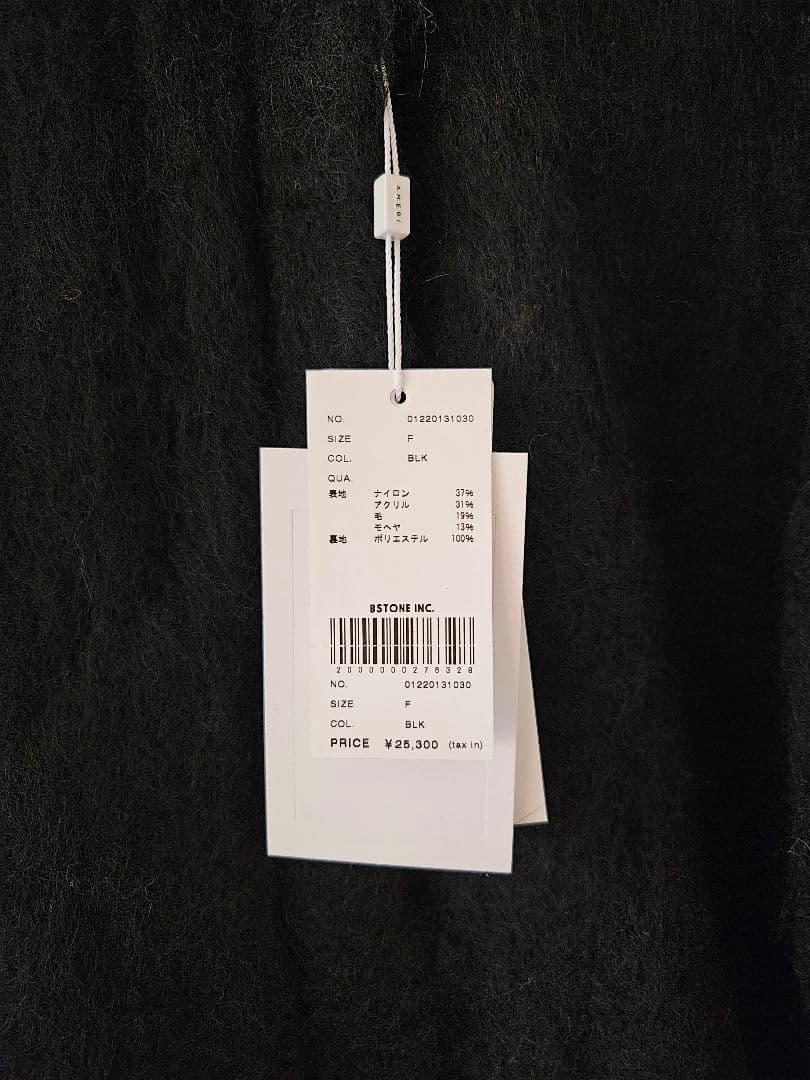 AMERI
NO. 01220131030
SIZE F
COL. BLK
QUA.
表地 ナイロン 37%
アクリル 31%
毛 19%
モヘヤ 13%
裏地 ポリエステル 100%
BSTONE INC.
2000000276328
NO. 01220131030
SIZE F
COL. BLK
PRICE ¥25,300 (tax in)